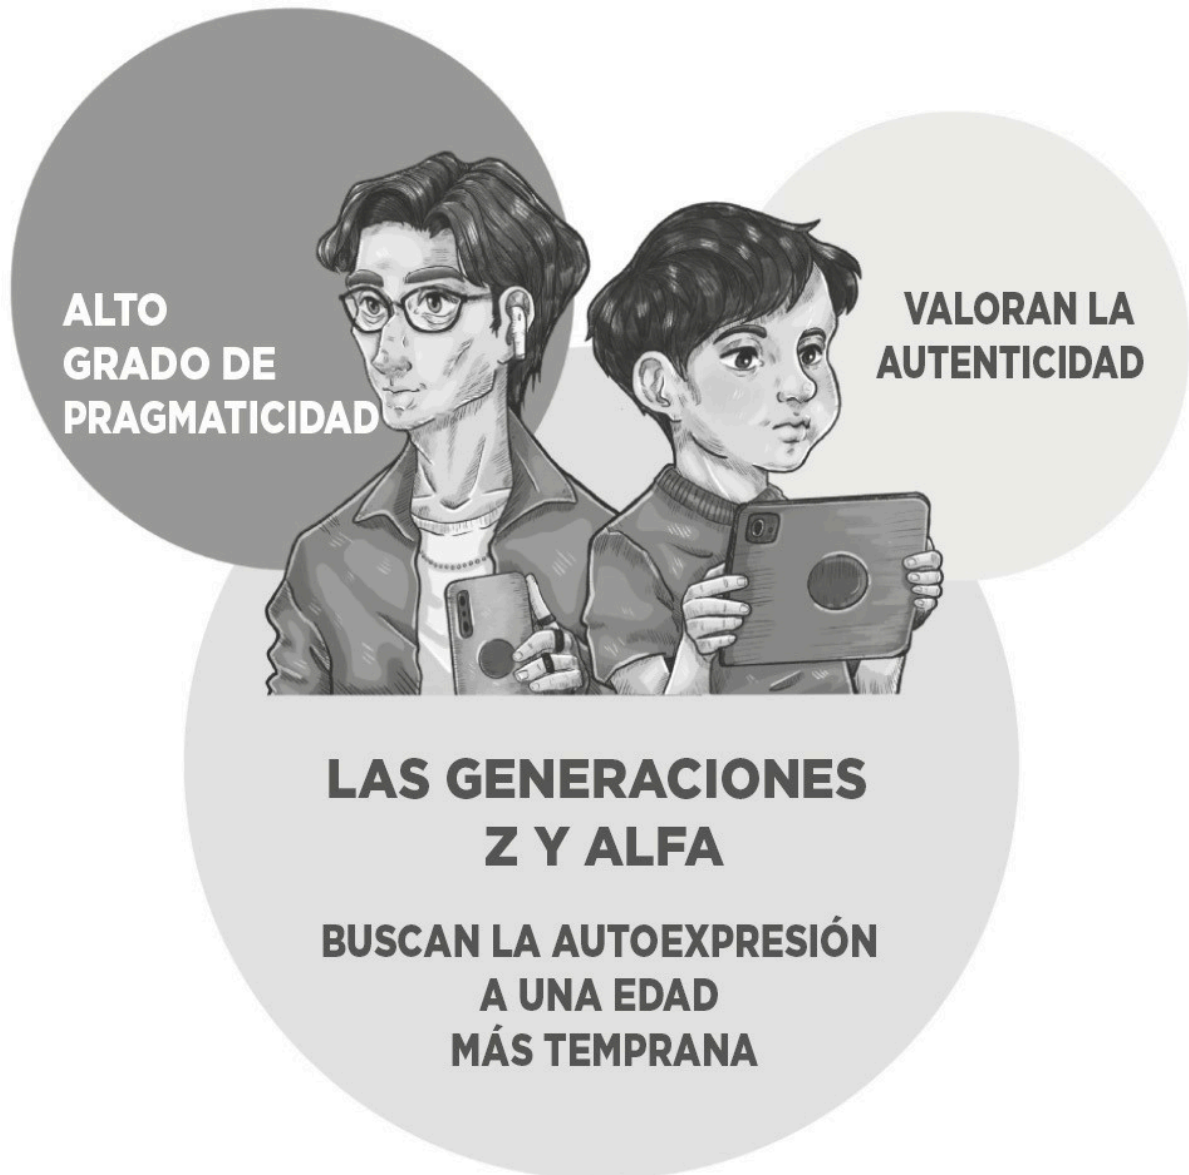 ALTO
GRADO DE
PRAGMATICIDAD
VALORAN LA
AUTENTICIDAD
LAS GENERACIONES
Z Y ALFA
BUSCAN LA AUTOEXPRESIÓN
A UNA EDAD
MÁS TEMPRANA